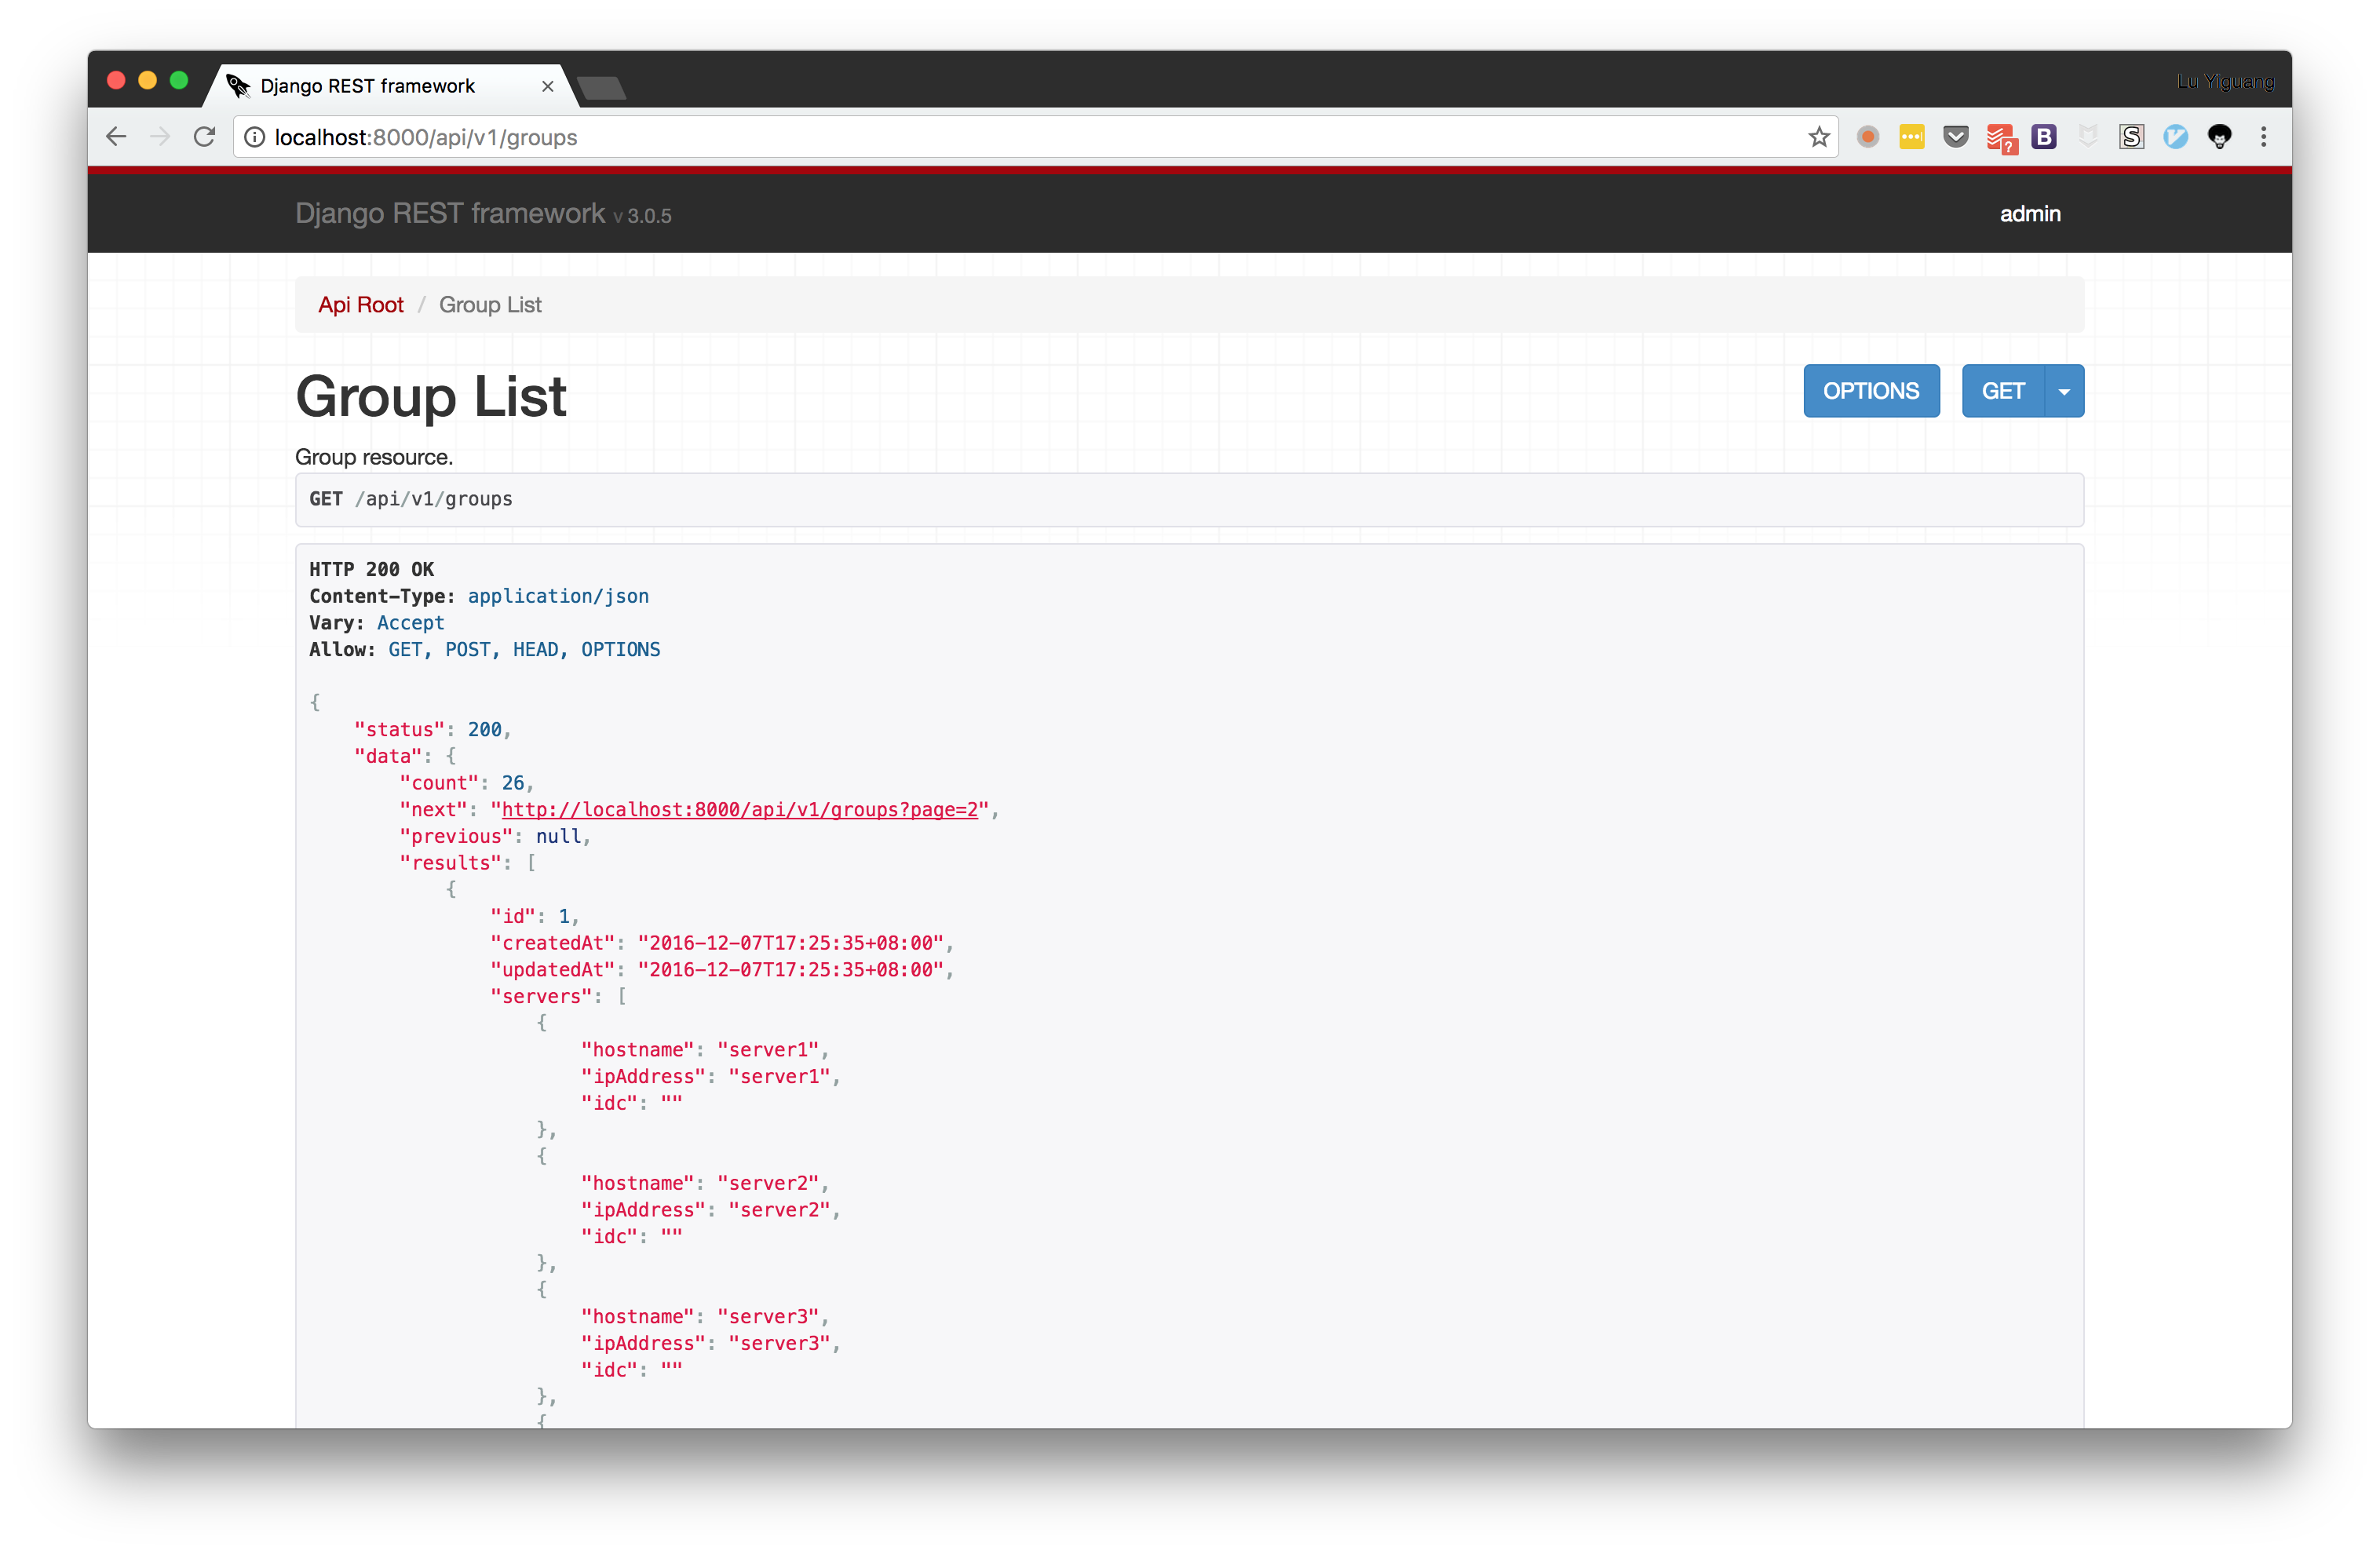 Django REST framework
Lu Yiguang
localhost:8000/api/v1/groups
Django REST framework v 3.0.5
admin
Api Root / Group List
Group List
OPTIONS
GET
Group resource.
GET /api/v1/groups
HTTP 200 OK
Content-Type: application/json
Vary: Accept
Allow: GET, POST, HEAD, OPTIONS
{
    "status": 200,
    "data": {
        "count": 26,
        "next": "http://localhost:8000/api/v1/groups?page=2",
        "previous": null,
        "results": [
            {
                "id": 1,
                "createdAt": "2016-12-07T17:25:35+08:00",
                "updatedAt": "2016-12-07T17:25:35+08:00",
                "servers": [
                    {
                        "hostname": "server1",
                        "ipAddress": "server1",
                        "idc": ""
                    },
                    {
                        "hostname": "server2",
                        "ipAddress": "server2",
                        "idc": ""
                    },
                    {
                        "hostname": "server3",
                        "ipAddress": "server3",
                        "idc": ""
                    },
                    {